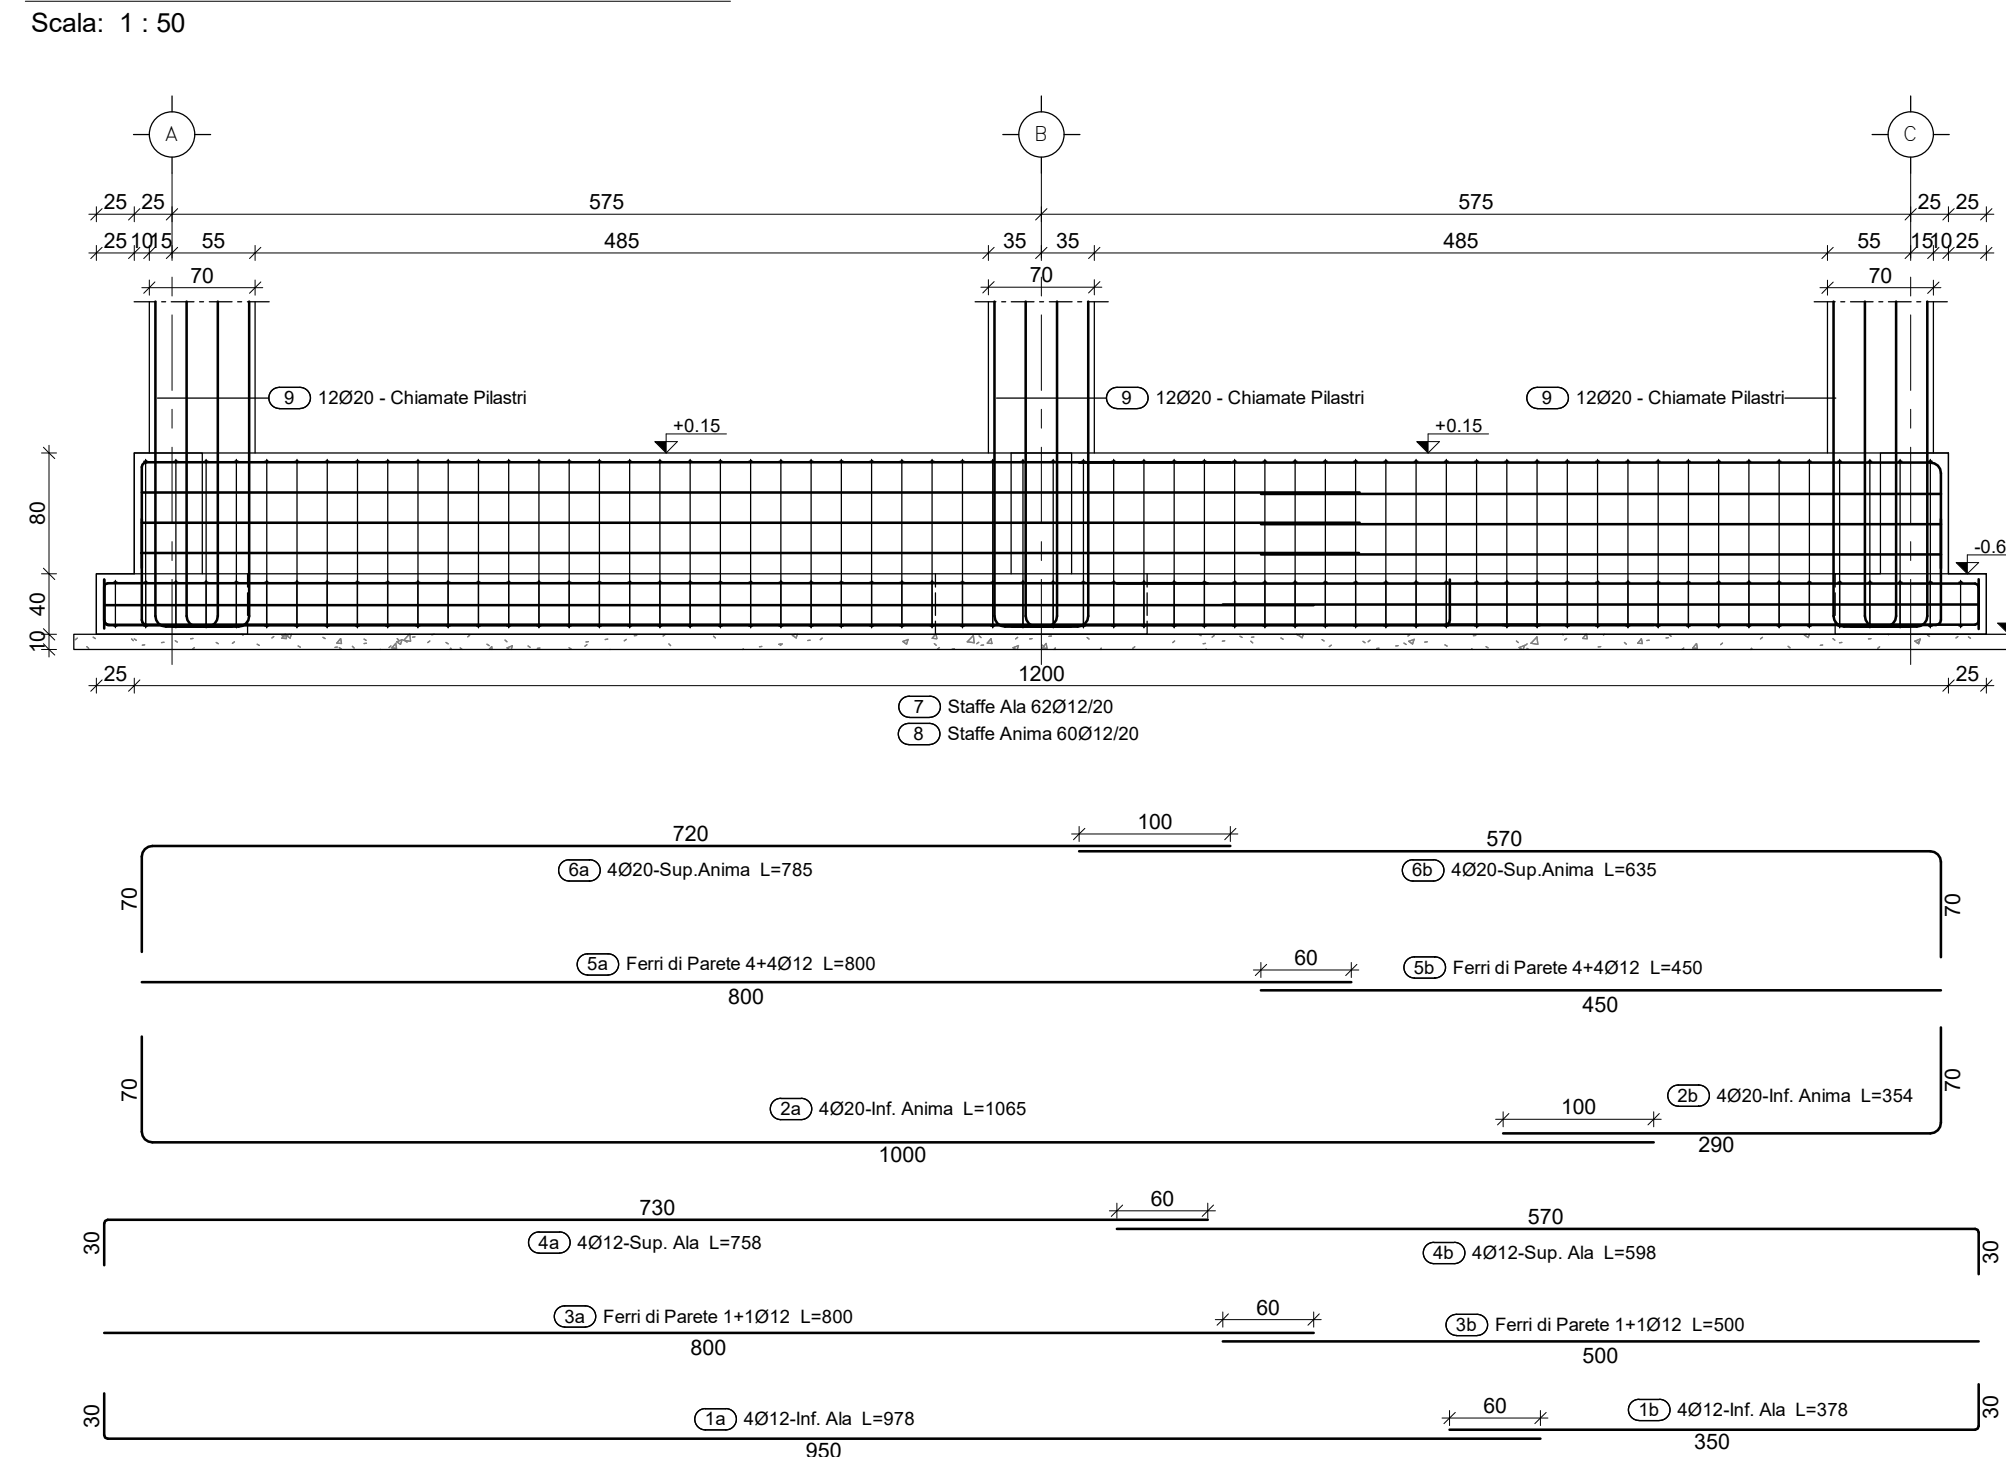 Scala: 1 : 50
A B C
25 25 575 575 25 25
25 10 15 55 485 35 35 485 55 15 10 25
70 70 70
9 12Ø20 - Chiamate Pilastri
9 12Ø20 - Chiamate Pilastri
9 12Ø20 - Chiamate Pilastri
+0.15
+0.15
80
-0.6
40
10
25 1200 25
7 Staffe Ala 62Ø12/20
8 Staffe Anima 60Ø12/20
720 100 570
6a 4Ø20-Sup.Anima L=785
6b 4Ø20-Sup.Anima L=635
70 70
5a Ferri di Parete 4+4Ø12 L=800
60
5b Ferri di Parete 4+4Ø12 L=450
800 450
70 70
2a 4Ø20-Inf. Anima L=1065
100
2b 4Ø20-Inf. Anima L=354
1000 290
730 60 570
30 30
4a 4Ø12-Sup. Ala L=758
4b 4Ø12-Sup. Ala L=598
3a Ferri di Parete 1+1Ø12 L=800
60
3b Ferri di Parete 1+1Ø12 L=500
800 500
30 30
1a 4Ø12-Inf. Ala L=978
60
1b 4Ø12-Inf. Ala L=378
950 350